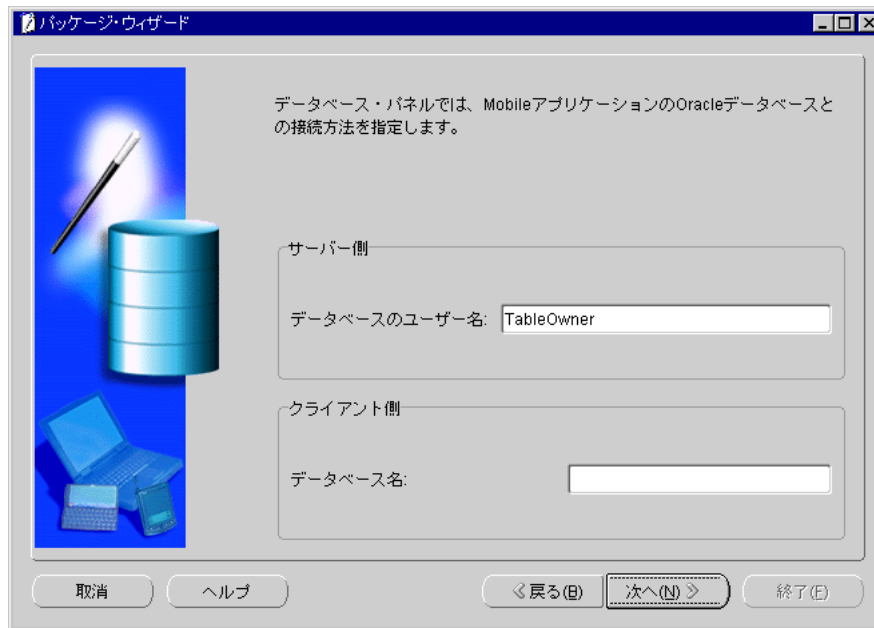 パッケージ・ウィザード
データベース・パネルでは、MobileアプリケーションのOracleデータベースと
の接続方法を指定します。
サーバー側
データベースのユーザー名: TableOwner
クライアント側
データベース名:
取消 ヘルプ 戻る(B) 次へ(N) 終了(F)